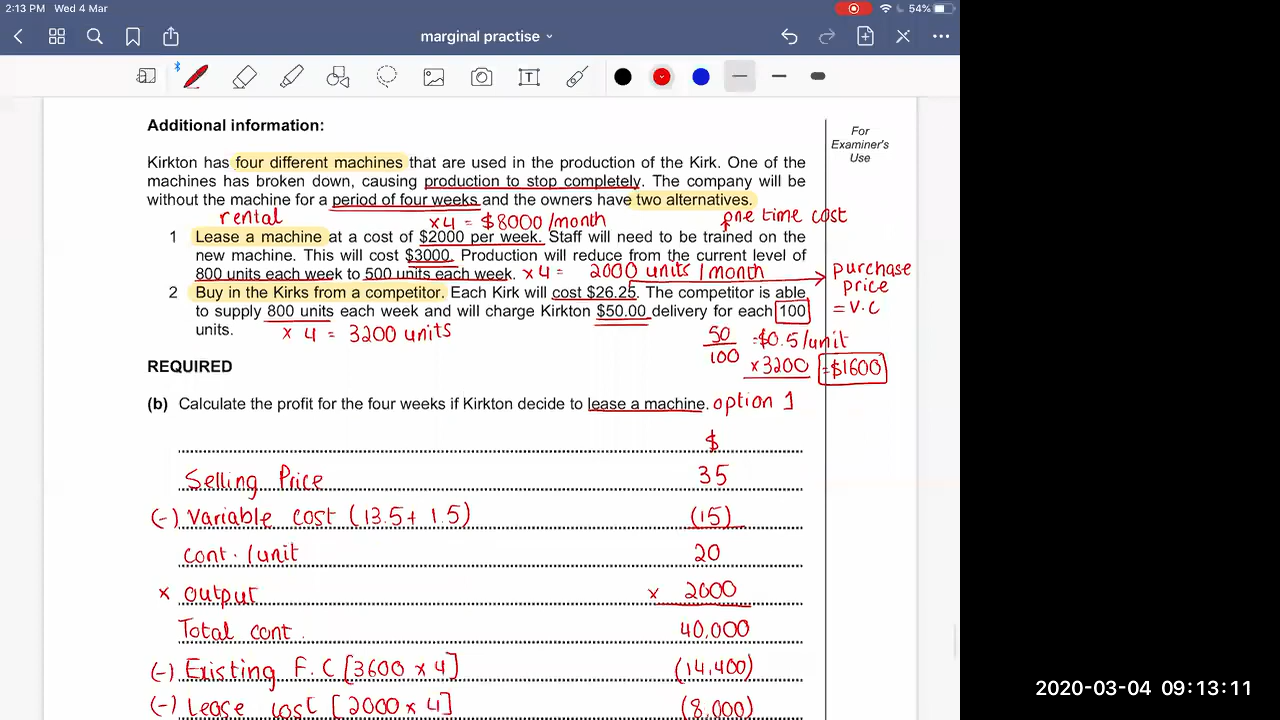 2:13 PM Wed 4 Mar
54%
marginal practise
T
Additional information:
For
Examiner's
Use
Kirkton has four different machines that are used in the production of the Kirk. One of the
machines has broken down, causing production to stop completely. The company will be
without the machine for a period of four weeks and the owners have two alternatives.
rental
×4 = $8000/month
one time cost
1 Lease a machine at a cost of $2000 per week. Staff will need to be trained on the
new machine. This will cost $3000. Production will reduce from the current level of
800 units each week to 500 units each week. ×4 = 2000 units/month
purchase
price
= V.C
2 Buy in the Kirks from a competitor. Each Kirk will cost $26.25. The competitor is able
to supply 800 units each week and will charge Kirkton $50.00 delivery for each 100
units.
× 4 = 3200 units
50/100 = $0.5/unit
×3200 = $1600
REQUIRED
(b) Calculate the profit for the four weeks if Kirkton decide to lease a machine. option 1
$
Selling Price 35
(-) Variable cost (13.5+ 1.5) (15)
cont./unit 20
× output × 2000
Total cont. 40,000
(-) Existing F.C [3600 × 4] (14,400)
(-) Lease cost [2000 × 4] (8,000)
2020-03-04 09:13:11